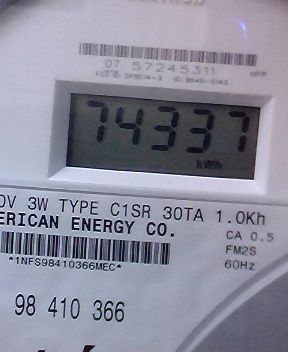 07 57245311
74337
kWh
0V 3W TYPE C1SR 30TA 1.0Kh
ERICAN ENERGY CO.
CA 0.5
FM2S
60Hz
*1NFS98410366MEC*
98 410 366